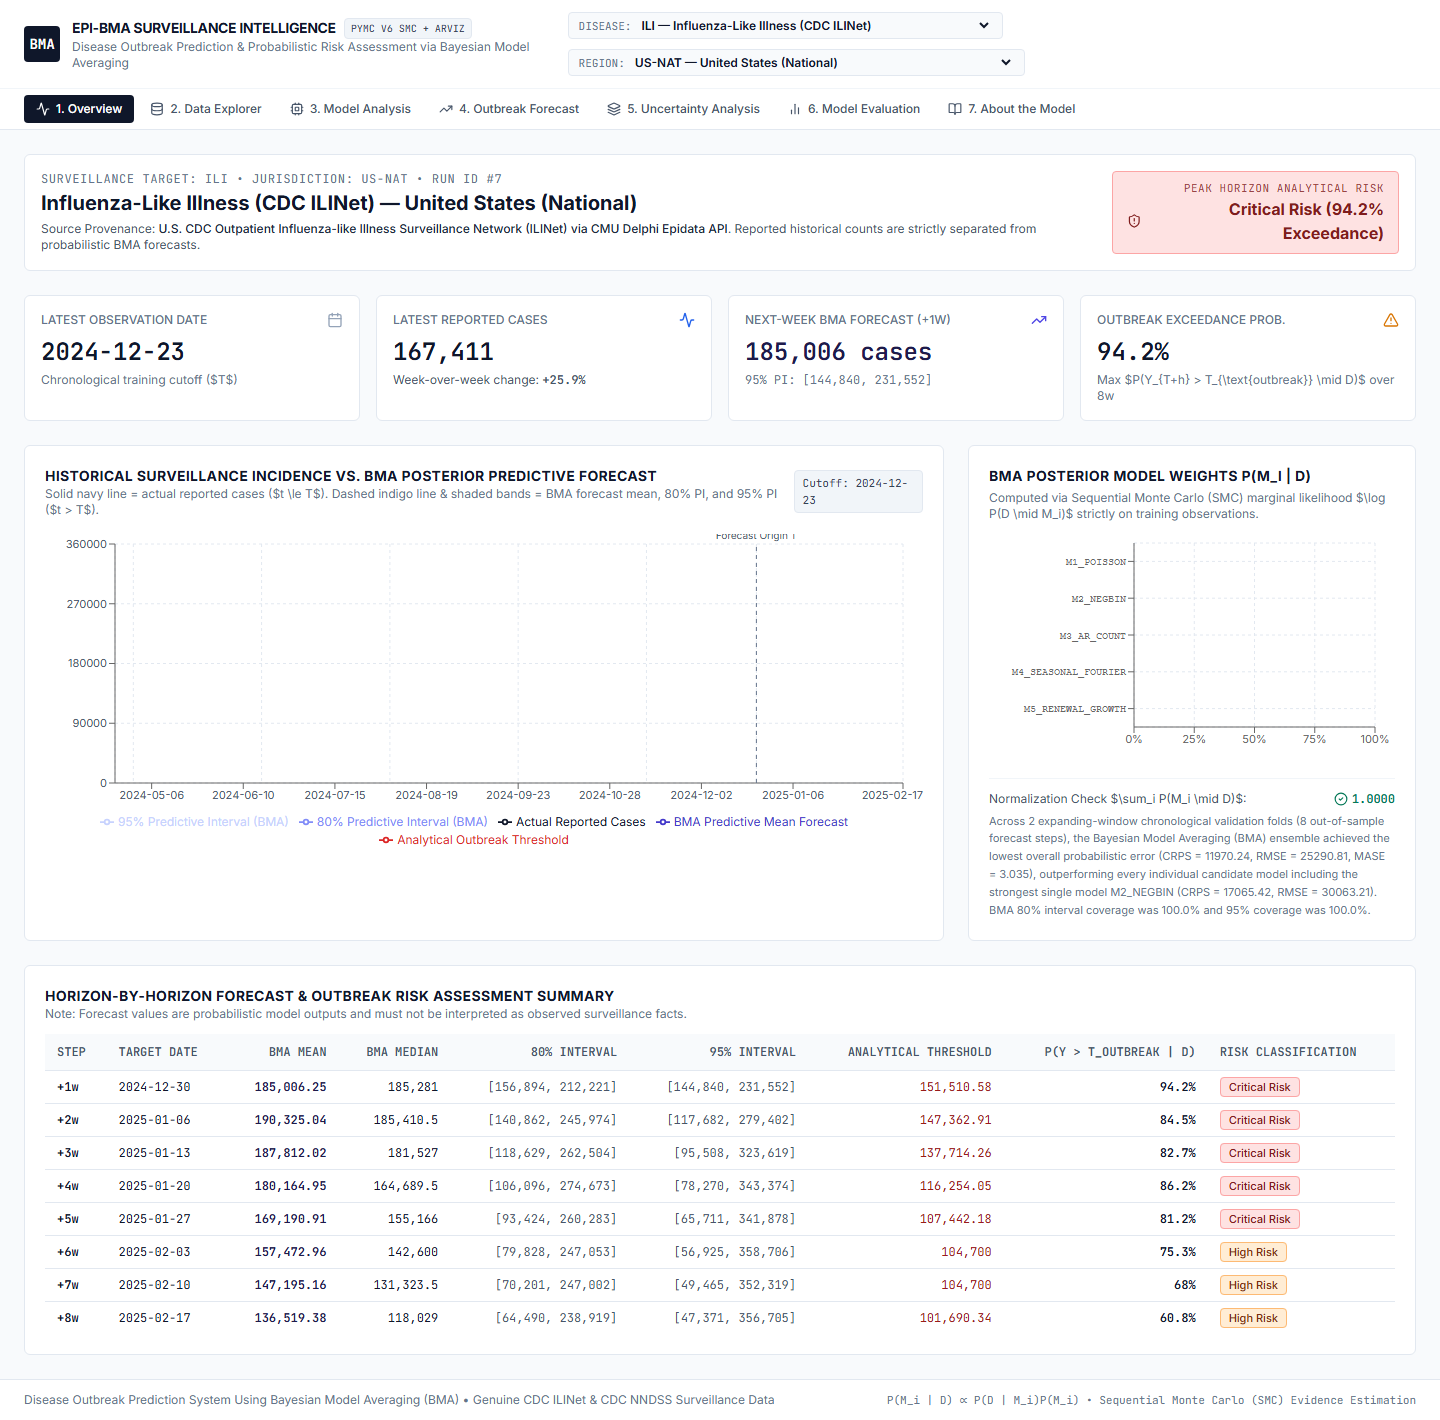 BMA
EPI-BMA SURVEILLANCE INTELLIGENCE
PYMC V6 SMC + ARVIZ
Disease Outbreak Prediction & Probabilistic Risk Assessment via Bayesian Model
Averaging
DISEASE: ILI — Influenza-Like Illness (CDC ILINet)
REGION: US-NAT — United States (National)
1. Overview
2. Data Explorer
3. Model Analysis
4. Outbreak Forecast
5. Uncertainty Analysis
6. Model Evaluation
7. About the Model
SURVEILLANCE TARGET: ILI • JURISDICTION: US-NAT • RUN ID #7
Influenza-Like Illness (CDC ILINet) — United States (National)
Source Provenance: U.S. CDC Outpatient Influenza-like Illness Surveillance Network (ILINet) via CMU Delphi Epidata API. Reported historical counts are strictly separated from
probabilistic BMA forecasts.
PEAK HORIZON ANALYTICAL RISK
Critical Risk (94.2%
Exceedance)
LATEST OBSERVATION DATE
2024-12-23
Chronological training cutoff ($T$)
LATEST REPORTED CASES
167,411
Week-over-week change: +25.9%
NEXT-WEEK BMA FORECAST (+1W)
185,006 cases
95% PI: [144,840, 231,552]
OUTBREAK EXCEEDANCE PROB.
94.2%
Max $P(Y_{T+h} > T_{\text{outbreak}} \mid D)$ over
8w
HISTORICAL SURVEILLANCE INCIDENCE VS. BMA POSTERIOR PREDICTIVE FORECAST
Solid navy line = actual reported cases ($t \le T$). Dashed indigo line & shaded bands = BMA forecast mean, 80% PI, and 95% PI
($t > T$).
Cutoff: 2024-12-
23
Forecast Origin T
360000
270000
180000
90000
0
2024-05-06 2024-06-10 2024-07-15 2024-08-19 2024-09-23 2024-10-28 2024-12-02 2025-01-06 2025-02-17
95% Predictive Interval (BMA) 80% Predictive Interval (BMA) Actual Reported Cases BMA Predictive Mean Forecast
Analytical Outbreak Threshold
BMA POSTERIOR MODEL WEIGHTS P(M_I | D)
Computed via Sequential Monte Carlo (SMC) marginal likelihood $\log
P(D \mid M_i)$ strictly on training observations.
M1_POISSON
M2_NEGBIN
M3_AR_COUNT
M4_SEASONAL_FOURIER
M5_RENEWAL_GROWTH
0% 25% 50% 75% 100%
Normalization Check $\sum_i P(M_i \mid D)$: 1.0000
Across 2 expanding-window chronological validation folds (8 out-of-sample
forecast steps), the Bayesian Model Averaging (BMA) ensemble achieved the
lowest overall probabilistic error (CRPS = 11970.24, RMSE = 25290.81, MASE
= 3.035), outperforming every individual candidate model including the
strongest single model M2_NEGBIN (CRPS = 17065.42, RMSE = 30063.21).
BMA 80% interval coverage was 100.0% and 95% coverage was 100.0%.
HORIZON-BY-HORIZON FORECAST & OUTBREAK RISK ASSESSMENT SUMMARY
Note: Forecast values are probabilistic model outputs and must not be interpreted as observed surveillance facts.
STEP TARGET DATE BMA MEAN BMA MEDIAN 80% INTERVAL 95% INTERVAL ANALYTICAL THRESHOLD P(Y > T_OUTBREAK | D) RISK CLASSIFICATION
+1w 2024-12-30 185,006.25 185,281 [156,894, 212,221] [144,840, 231,552] 151,510.58 94.2% Critical Risk
+2w 2025-01-06 190,325.04 185,410.5 [140,862, 245,974] [117,682, 279,402] 147,362.91 84.5% Critical Risk
+3w 2025-01-13 187,812.02 181,527 [118,629, 262,504] [95,508, 323,619] 137,714.26 82.7% Critical Risk
+4w 2025-01-20 180,164.95 164,689.5 [106,096, 274,673] [78,270, 343,374] 116,254.05 86.2% Critical Risk
+5w 2025-01-27 169,190.91 155,166 [93,424, 260,283] [65,711, 341,878] 107,442.18 81.2% Critical Risk
+6w 2025-02-03 157,472.96 142,600 [79,828, 247,053] [56,925, 358,706] 104,700 75.3% High Risk
+7w 2025-02-10 147,195.16 131,323.5 [70,201, 247,002] [49,465, 352,319] 104,700 68% High Risk
+8w 2025-02-17 136,519.38 118,029 [64,490, 238,919] [47,371, 356,705] 101,690.34 60.8% High Risk
Disease Outbreak Prediction System Using Bayesian Model Averaging (BMA) • Genuine CDC ILINet & CDC NNDSS Surveillance Data
P(M_i | D) ∝ P(D | M_i)P(M_i) • Sequential Monte Carlo (SMC) Evidence Estimation